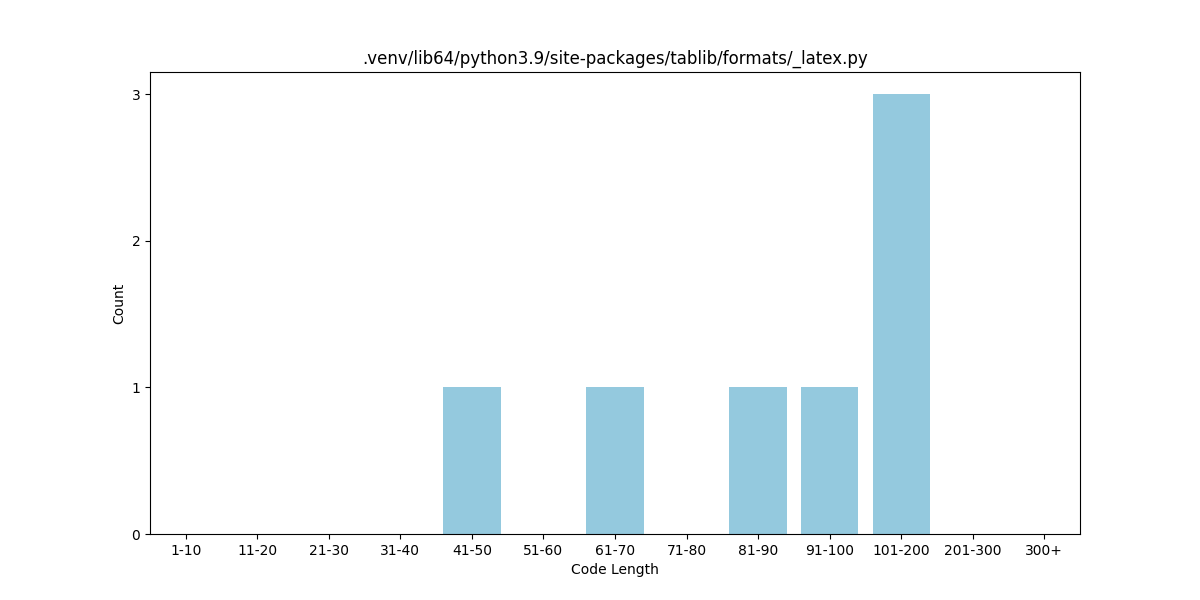 .venv/lib64/python3.9/site-packages/tablib/formats/_latex.py
3
2
1
0
Count
1-10 11-20 21-30 31-40 41-50 51-60 61-70 71-80 81-90 91-100 101-200 201-300 300+
Code Length